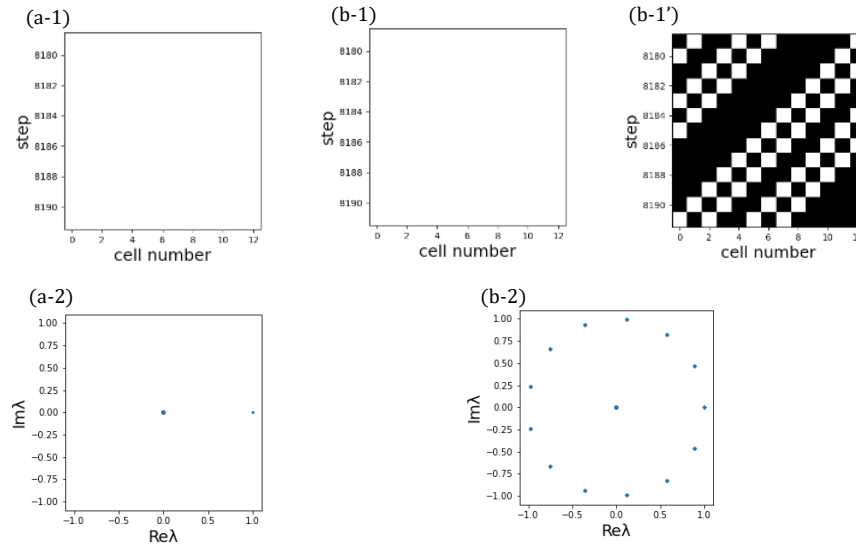 (a-1)
(b-1)
(b-1')
step
8180
8182
8184
8186
8188
8190
0 2 4 6 8 10 12
cell number
step
8180
8182
8184
8186
8188
8190
0 2 4 6 8 10 12
cell number
step
8180
8182
8184
8186
8188
8190
0 2 4 6 8 10 12
cell number
(a-2)
(b-2)
Imλ
1.00
0.75
0.50
0.25
0.00
−0.25
−0.50
−0.75
−1.00
−1.0 −0.5 0.0 0.5 1.0
Reλ
Imλ
1.00
0.75
0.50
0.25
0.00
−0.25
−0.50
−0.75
−1.00
−1.0 −0.5 0.0 0.5 1.0
Reλ